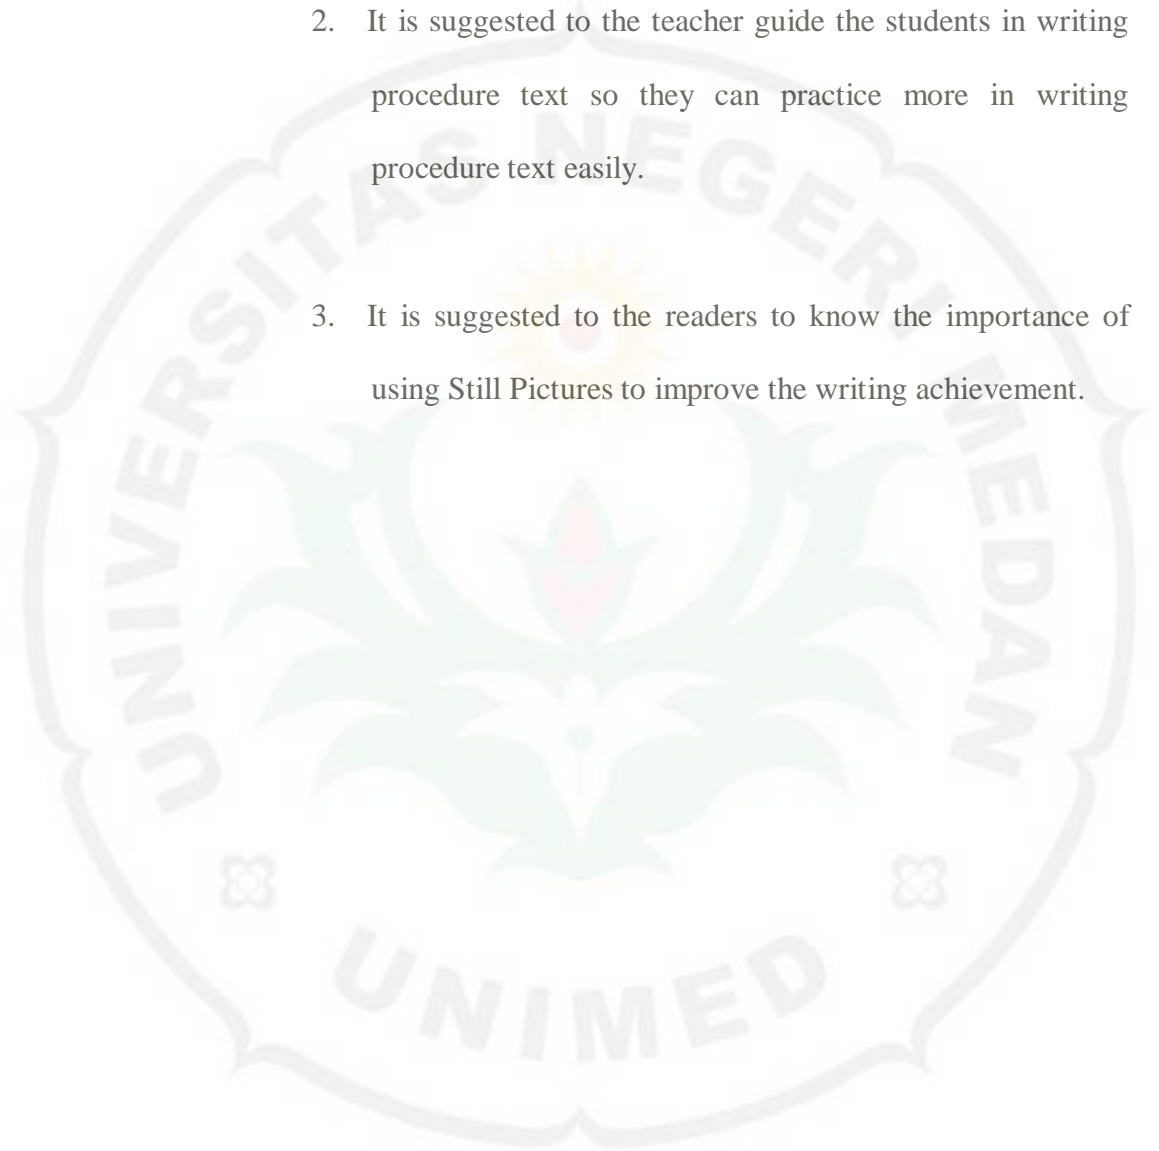 2. It is suggested to the teacher guide the students in writing
procedure text so they can practice more in writing
procedure text easily.
3. It is suggested to the readers to know the importance of
using Still Pictures to improve the writing achievement.
UNIVERSITAS NEGERI MEDAN
UNIMED